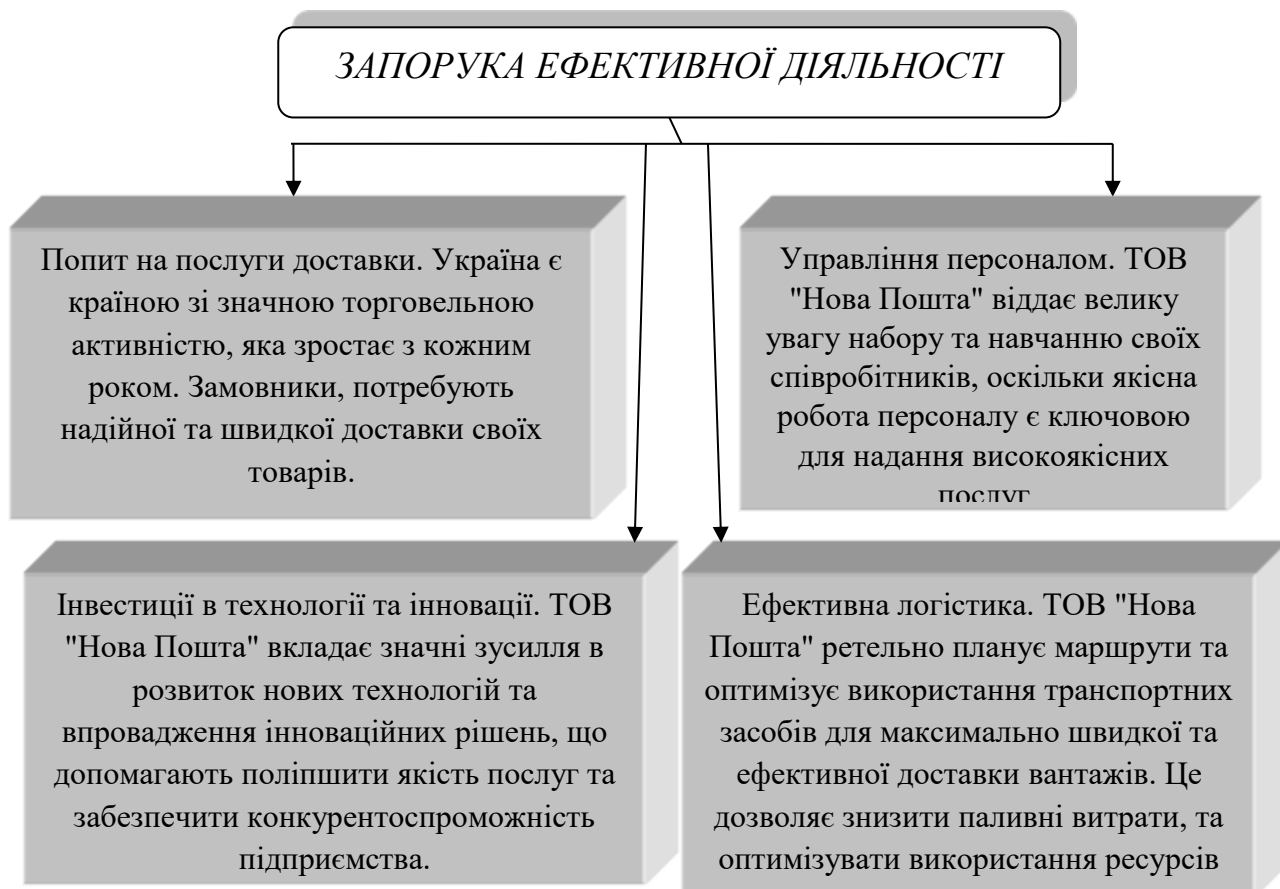 ЗАПОРУКА ЕФЕКТИВНОЇ ДІЯЛЬНОСТІ
Попит на послуги доставки. Україна є
країною зі значною торговельною
активністю, яка зростає з кожним
роком. Замовники, потребують
надійної та швидкої доставки своїх
товарів.
Управління персоналом. ТОВ
"Нова Пошта" віддає велику
увагу набору та навчанню своїх
співробітників, оскільки якісна
робота персоналу є ключовою
для надання високоякісних
послуг
Інвестиції в технології та інновації. ТОВ
"Нова Пошта" вкладає значні зусилля в
розвиток нових технологій та
впровадження інноваційних рішень, що
допомагають поліпшити якість послуг та
забезпечити конкурентоспроможність
підприємства.
Ефективна логістика. ТОВ "Нова
Пошта" ретельно планує маршрути та
оптимізує використання транспортних
засобів для максимально швидкої та
ефективної доставки вантажів. Це
дозволяє знизити паливні витрати, та
оптимізувати використання ресурсів